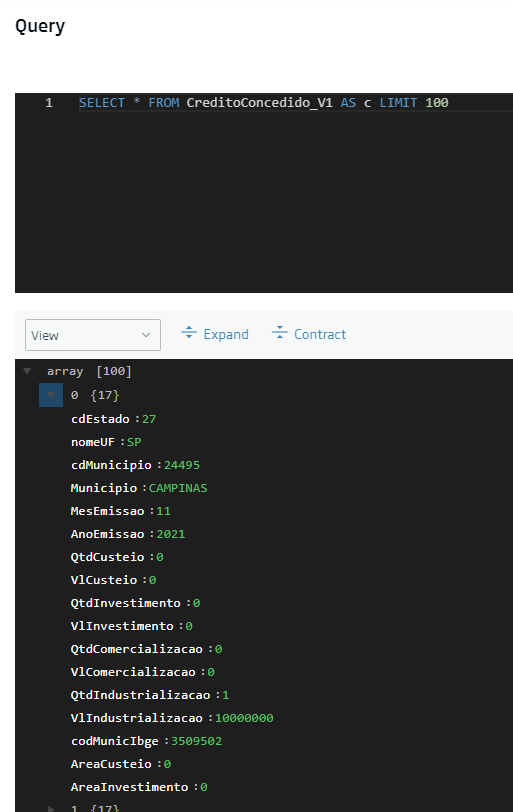 Query
1 SELECT * FROM CreditoConcedido_V1 AS c LIMIT 100
View Expand Contract
array [100]
0 {17}
cdEstado :27
nomeUF :SP
cdMunicipio :24495
Municipio :CAMPINAS
MesEmissao :11
AnoEmissao :2021
QtdCusteio :0
VlCusteio :0
QtdInvestimento :0
VlInvestimento :0
QtdComercializacao :0
VlComercializacao :0
QtdIndustrializacao :1
VlIndustrializacao :10000000
codMunicIbge :3509502
AreaCusteio :0
AreaInvestimento :0
1 {17}